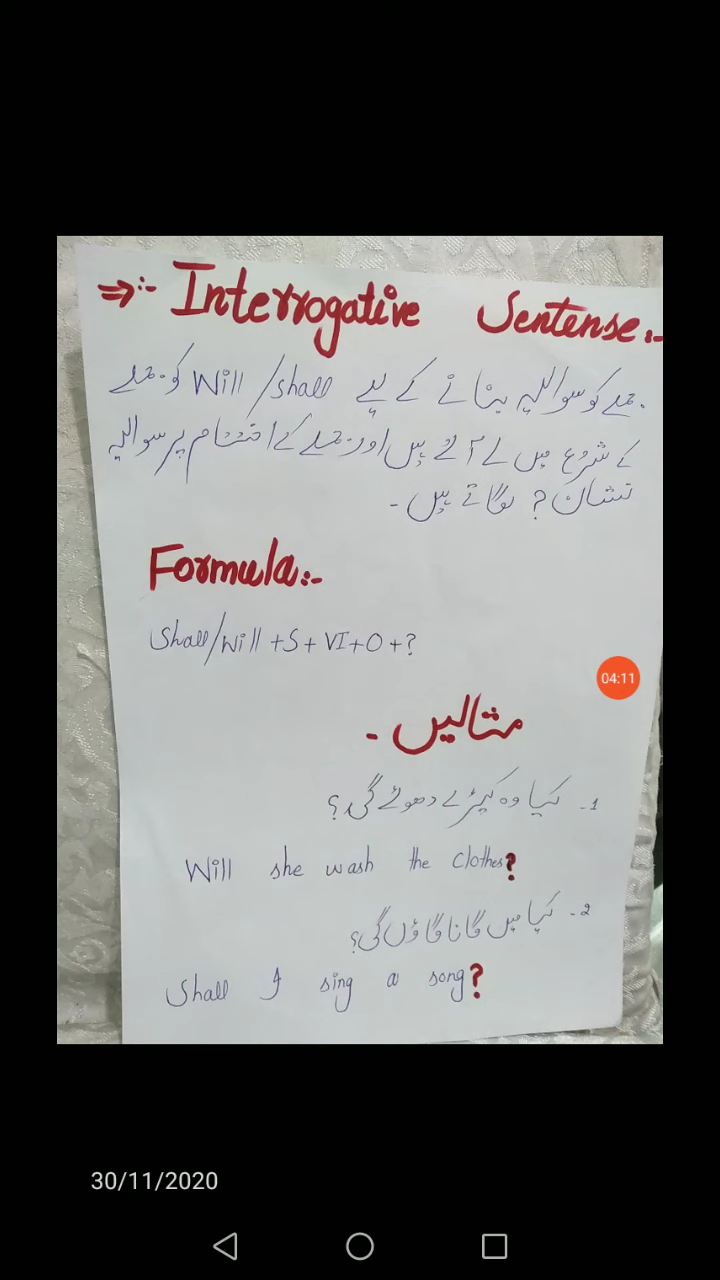 ⇒:- Interrogative Sentense:-
جملے کو سوالیہ بنانے کے لیے Will/shall کو جملے
کے شروع میں لے آتے ہیں اور جملے کے اختتام پر سوالیہ
نشان ? لگاتے ہیں۔
Formula:-
Shall/Will +S+ VI+O+?
04:11
مثالیں -
1- کیا وہ کپڑے دھوئے گی؟
Will she wash the clothes?
2- کیا میں گانا گاؤں گی؟
Shall I sing a song?
30/11/2020